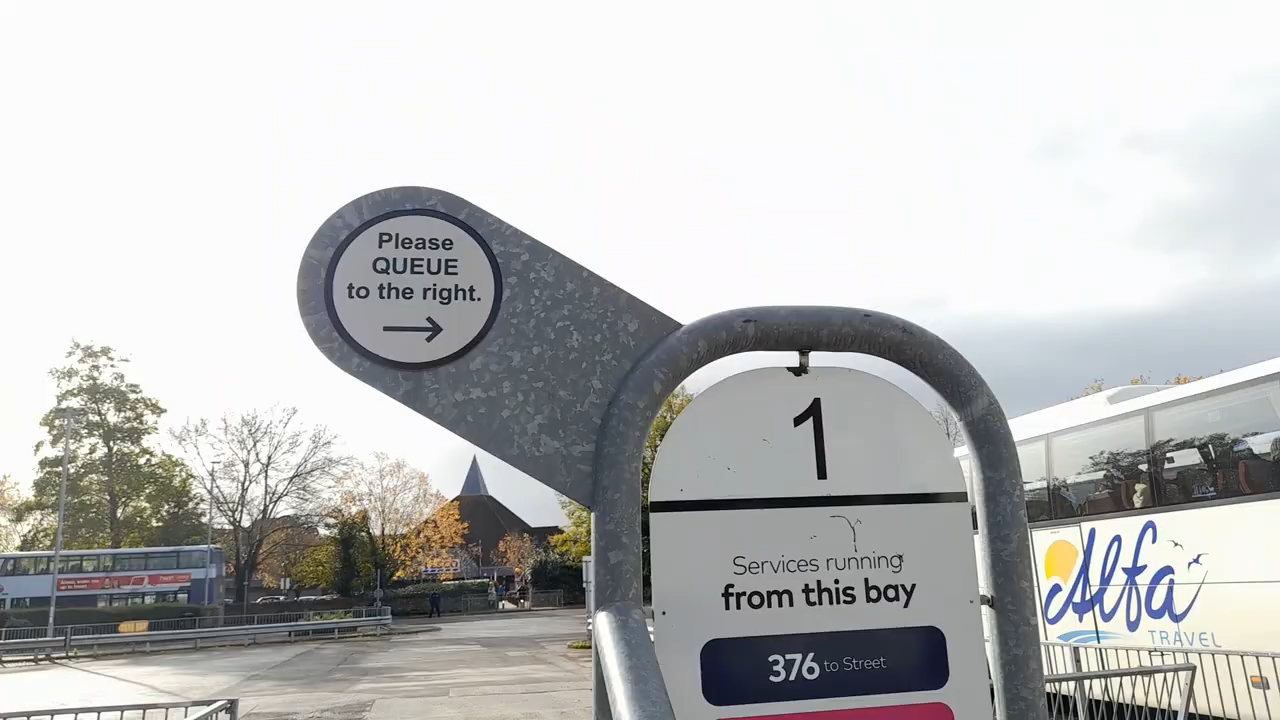 Please
QUEUE
to the right.
1
Services running
from this bay
376 to Street
Alfa
TRAVEL